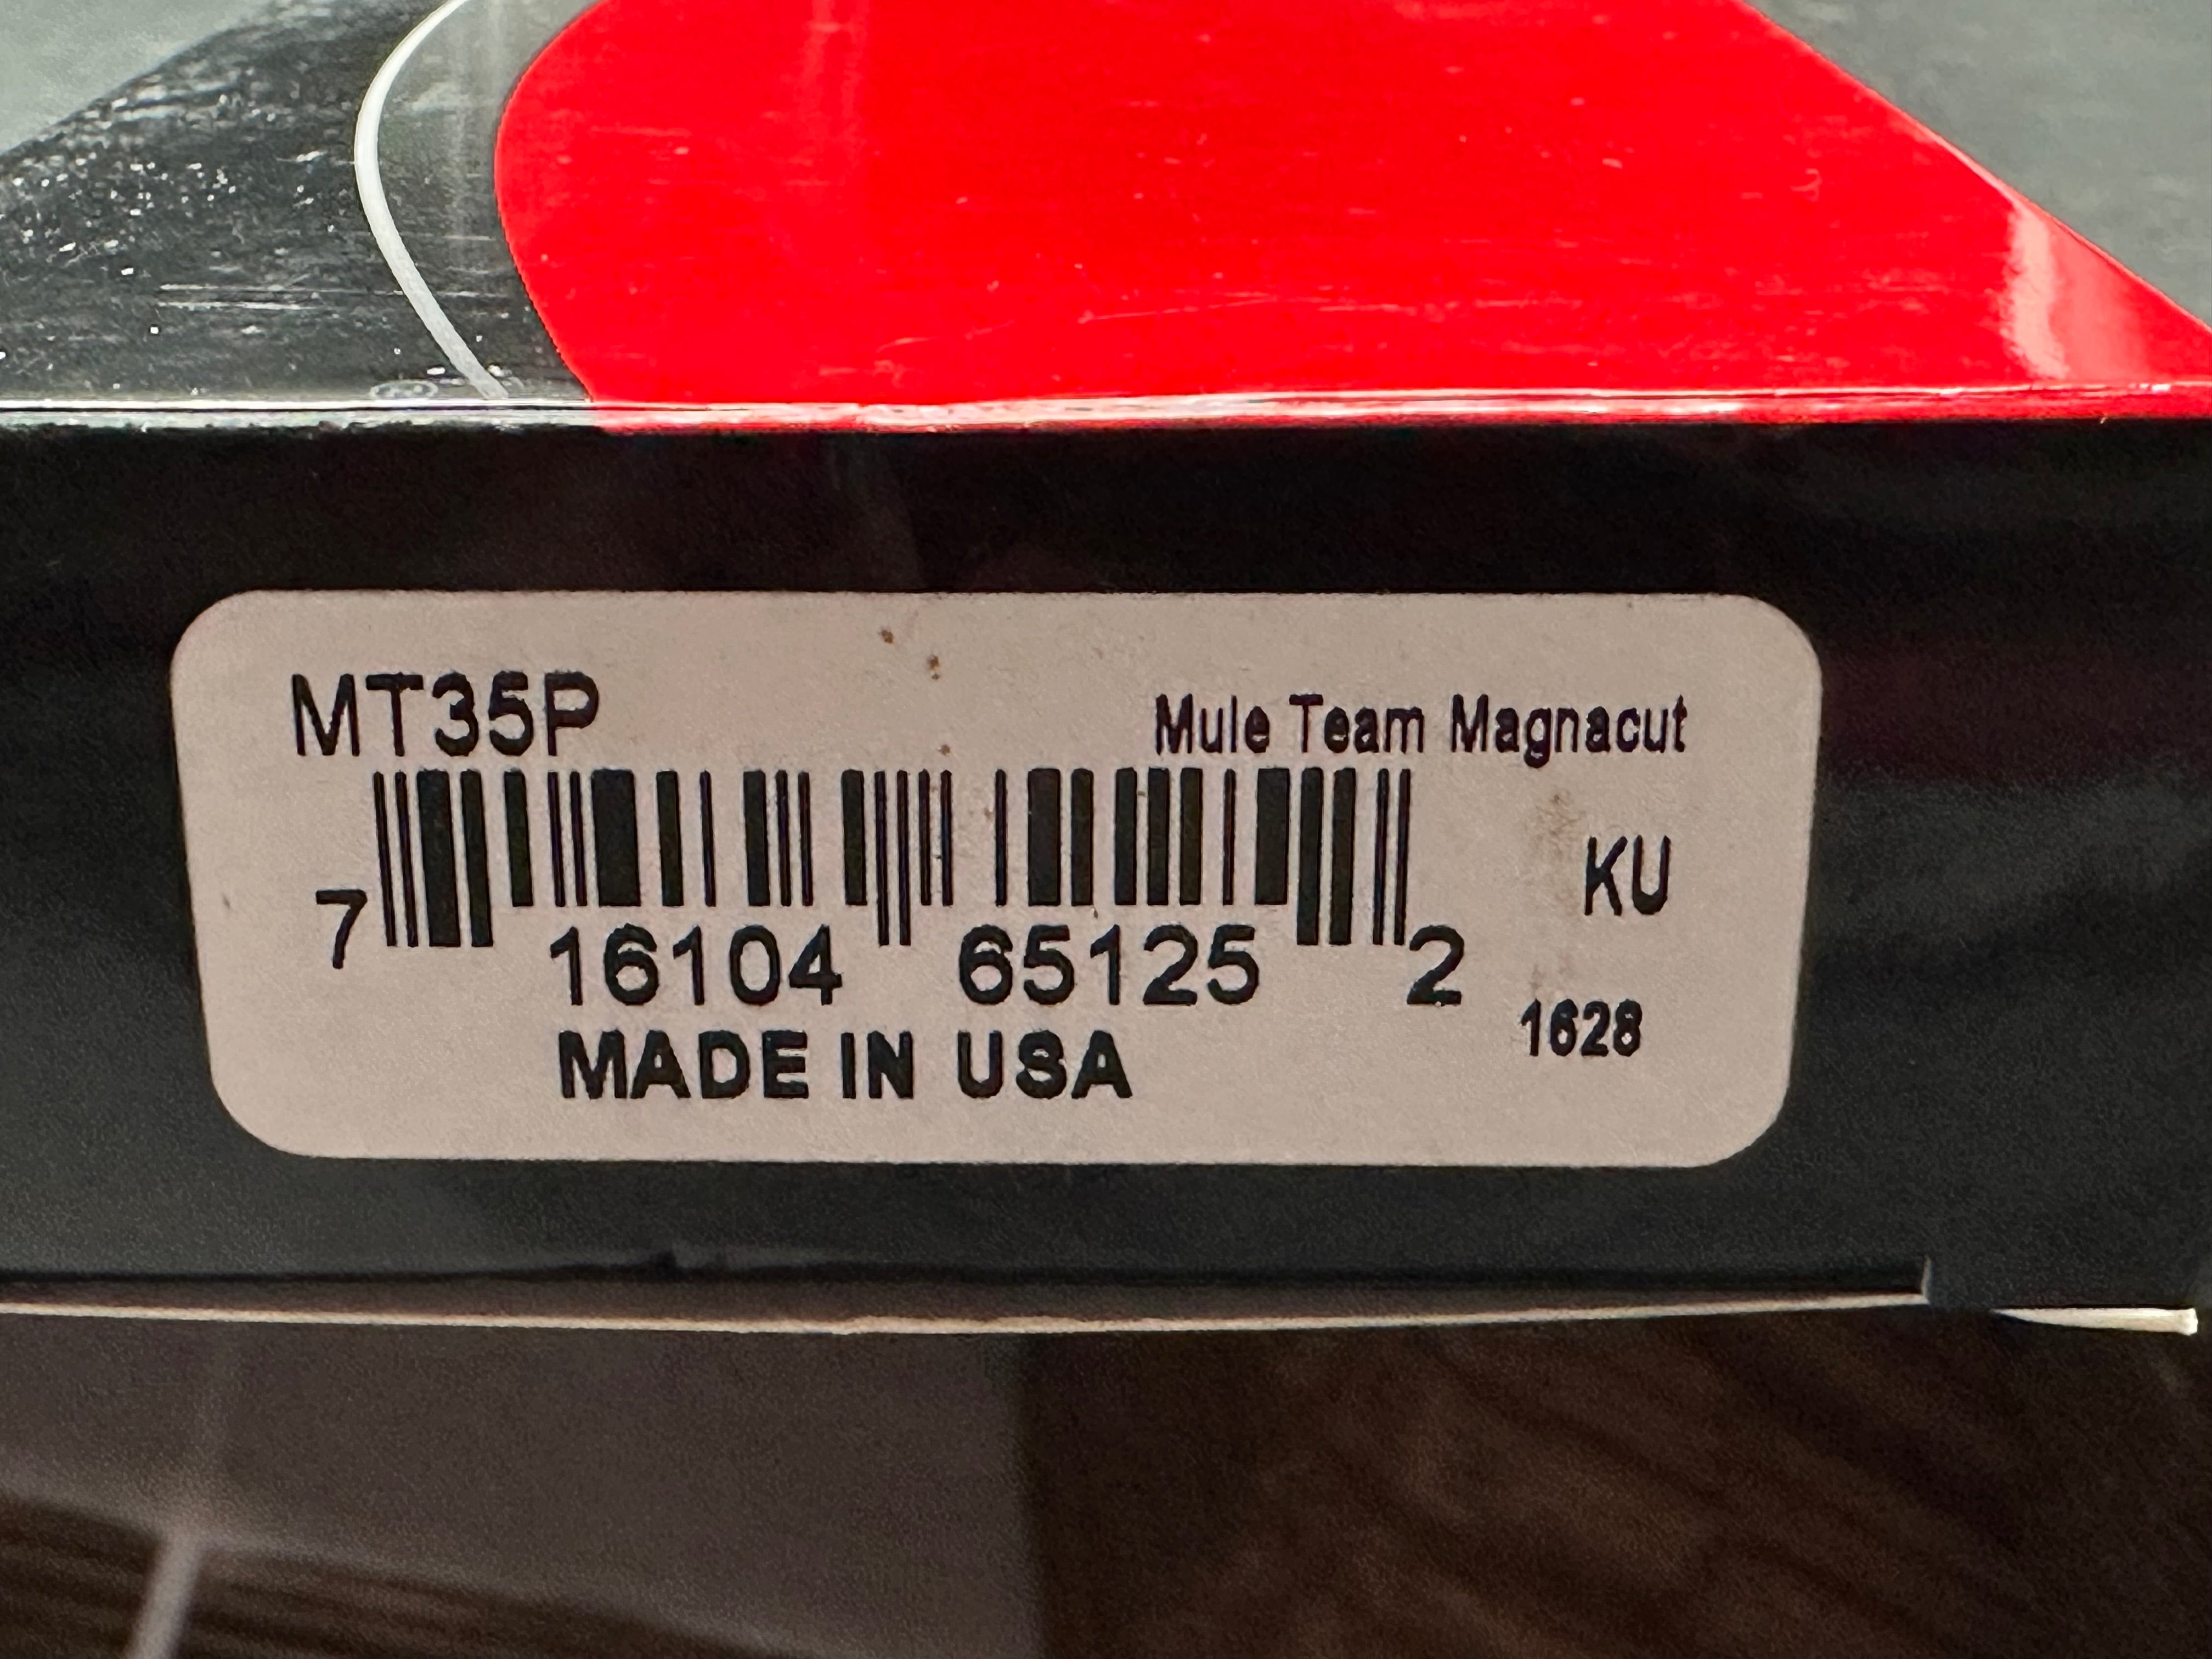 MT35P
Mule Team Magnacut
KU
7 16104 65125 2
1628
MADE IN USA